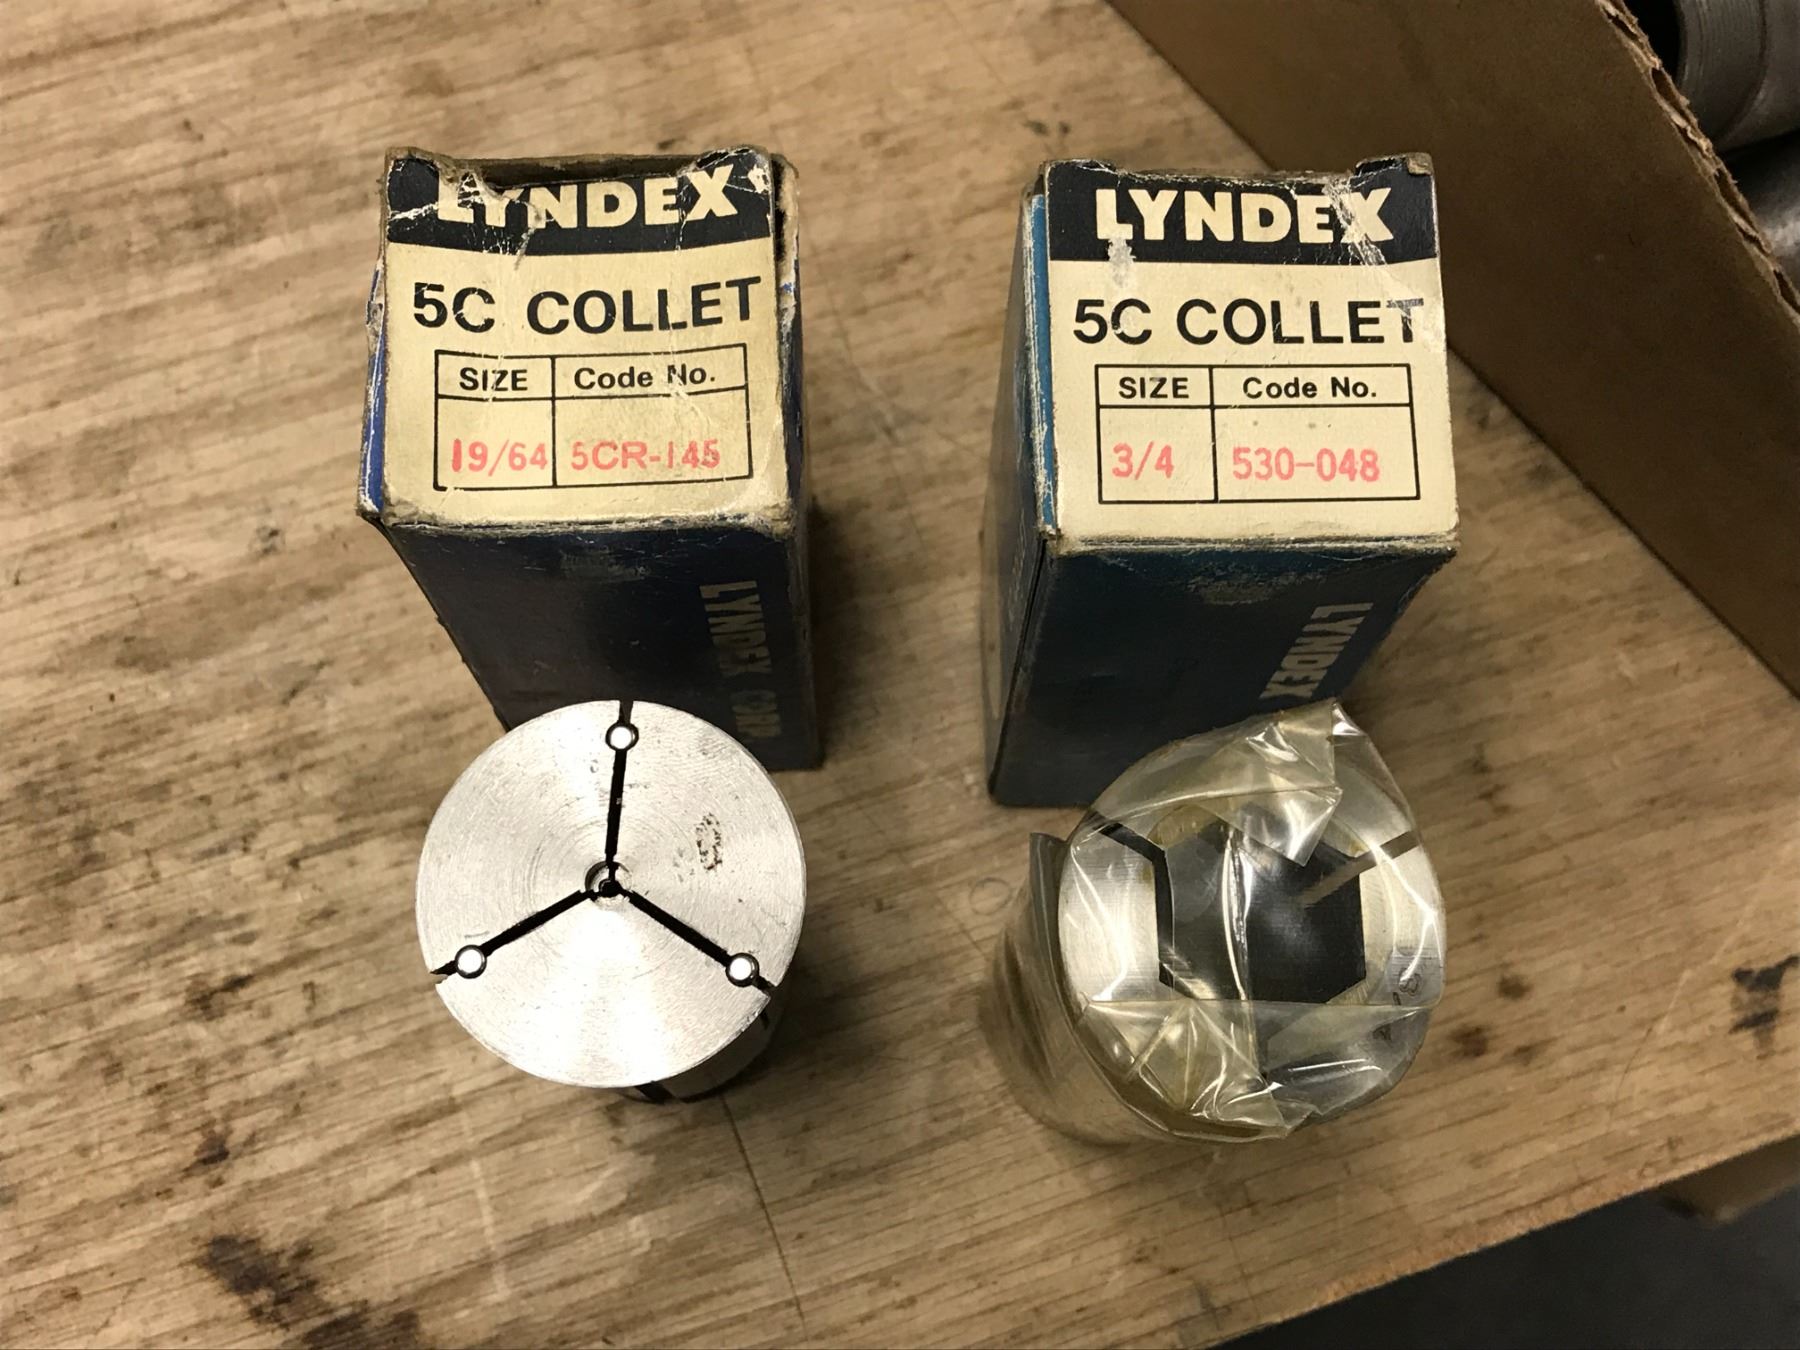 LYNDEX
5C COLLET
SIZE Code No.
19/64 5CR-145
LYNDEX CORP
LYNDEX
5C COLLET
SIZE Code No.
3/4 530-048
LYNDEX